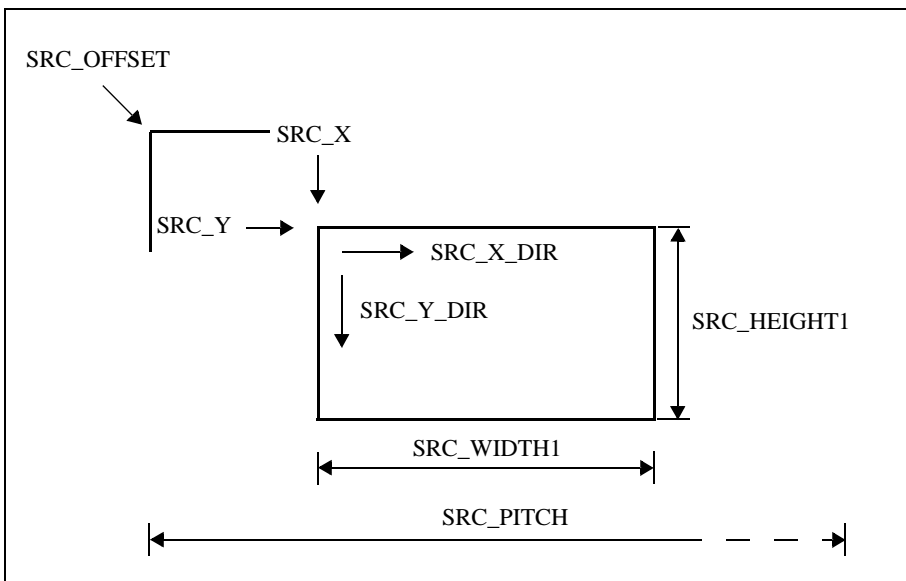 SRC_OFFSET
SRC_X
SRC_Y
SRC_X_DIR
SRC_Y_DIR
SRC_HEIGHT1
SRC_WIDTH1
SRC_PITCH